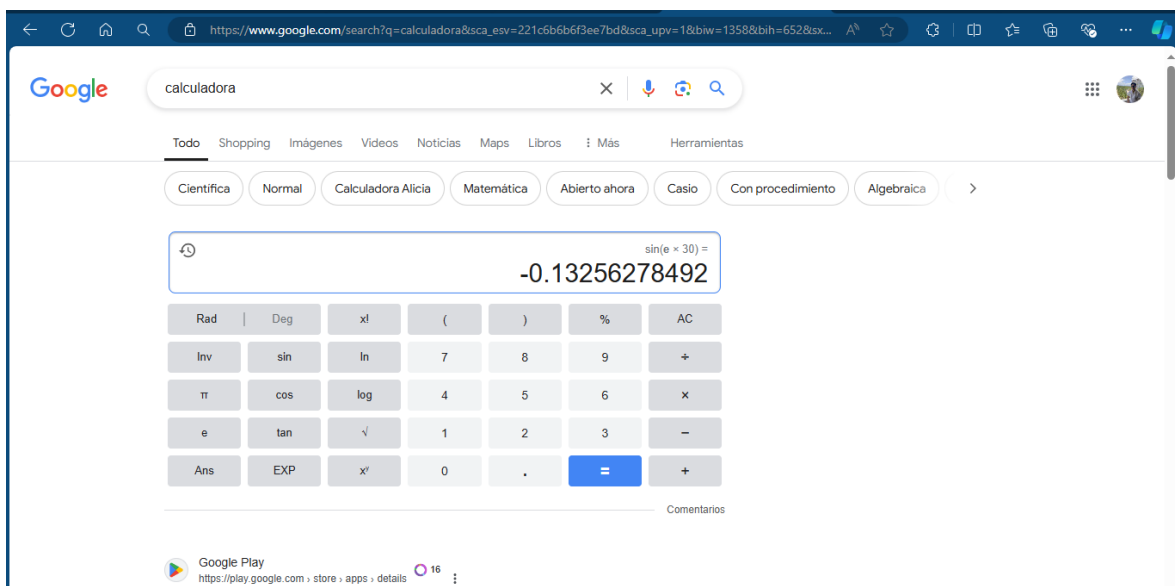 https://www.google.com/search?q=calculadora&sca_esv=221c6b6b6f3ee7bd&sca_upv=1&biw=1358&bih=652&sx...
Google
calculadora
Todo Shopping Imágenes Videos Noticias Maps Libros Más Herramientas
Científica Normal Calculadora Alicia Matemática Abierto ahora Casio Con procedimiento Algebraica
sin(e × 30) =
-0.13256278492
Rad | Deg x! ( ) % AC
Inv sin ln 7 8 9 ÷
π cos log 4 5 6 ×
e tan √ 1 2 3 −
Ans EXP xʸ 0 . = +
Comentarios
Google Play
https://play.google.com › store › apps › details 16